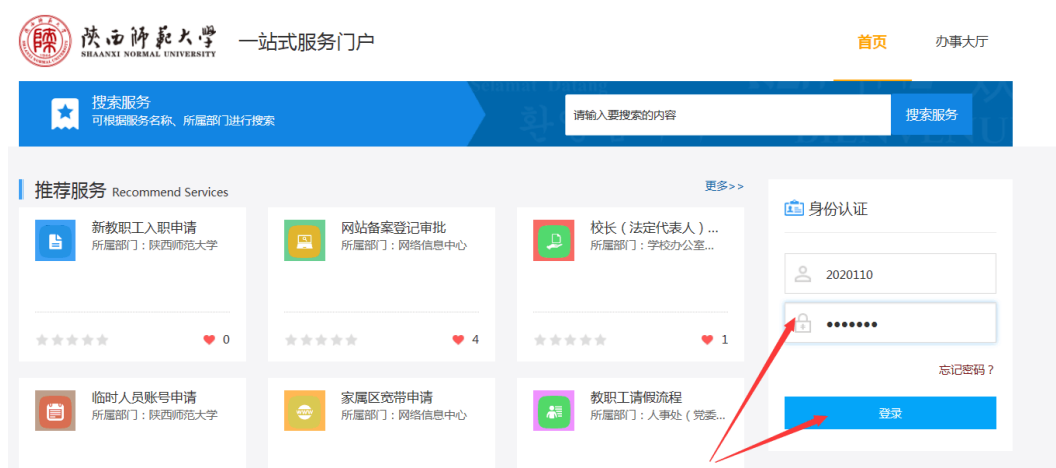 陕西师范大学
SHAANXI NORMAL UNIVERSITY
一站式服务门户
首页
办事大厅
搜索服务
可根据服务名称、所属部门进行搜索
请输入要搜索的内容
搜索服务
推荐服务 Recommend Services
更多>>
身份认证
新教职工入职申请
所属部门：陕西师范大学
0
网站备案登记审批
所属部门：网络信息中心
4
校长（法定代表人）...
所属部门：学校办公室...
1
2020110
•••••••
忘记密码？
登录
临时人员账号申请
所属部门：陕西师范大学
家属区宽带申请
所属部门：网络信息中心
教职工请假流程
所属部门：人事处（党委...